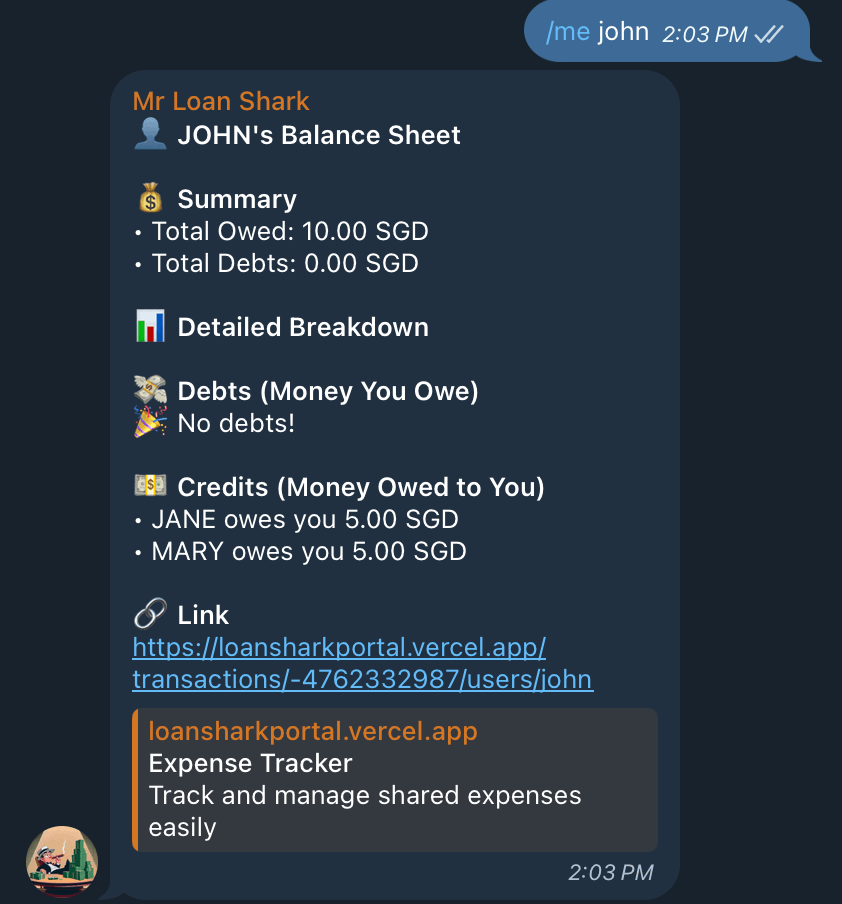 /me john 2:03 PM
Mr Loan Shark
JOHN's Balance Sheet
Summary
• Total Owed: 10.00 SGD
• Total Debts: 0.00 SGD
Detailed Breakdown
Debts (Money You Owe)
No debts!
Credits (Money Owed to You)
• JANE owes you 5.00 SGD
• MARY owes you 5.00 SGD
Link
https://loansharkportal.vercel.app/
transactions/-4762332987/users/john
loansharkportal.vercel.app
Expense Tracker
Track and manage shared expenses
easily
2:03 PM